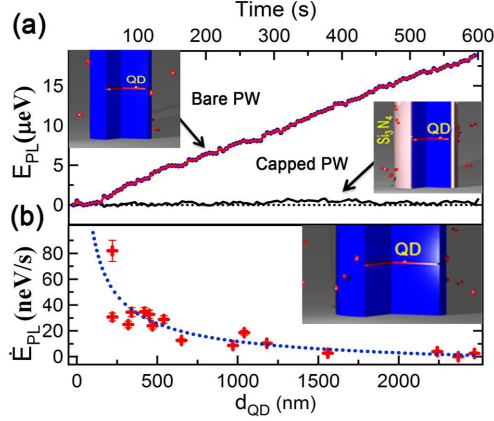 Time (s)
100 200 300 400 500 600
(a)
15
10
5
0
E_PL (μeV)
QD
Bare PW
Capped PW
Si₃N₄
QD
(b)
80
60
40
20
0
Ė_PL (neV/s)
QD
0 500 1000 1500 2000
d_QD (nm)